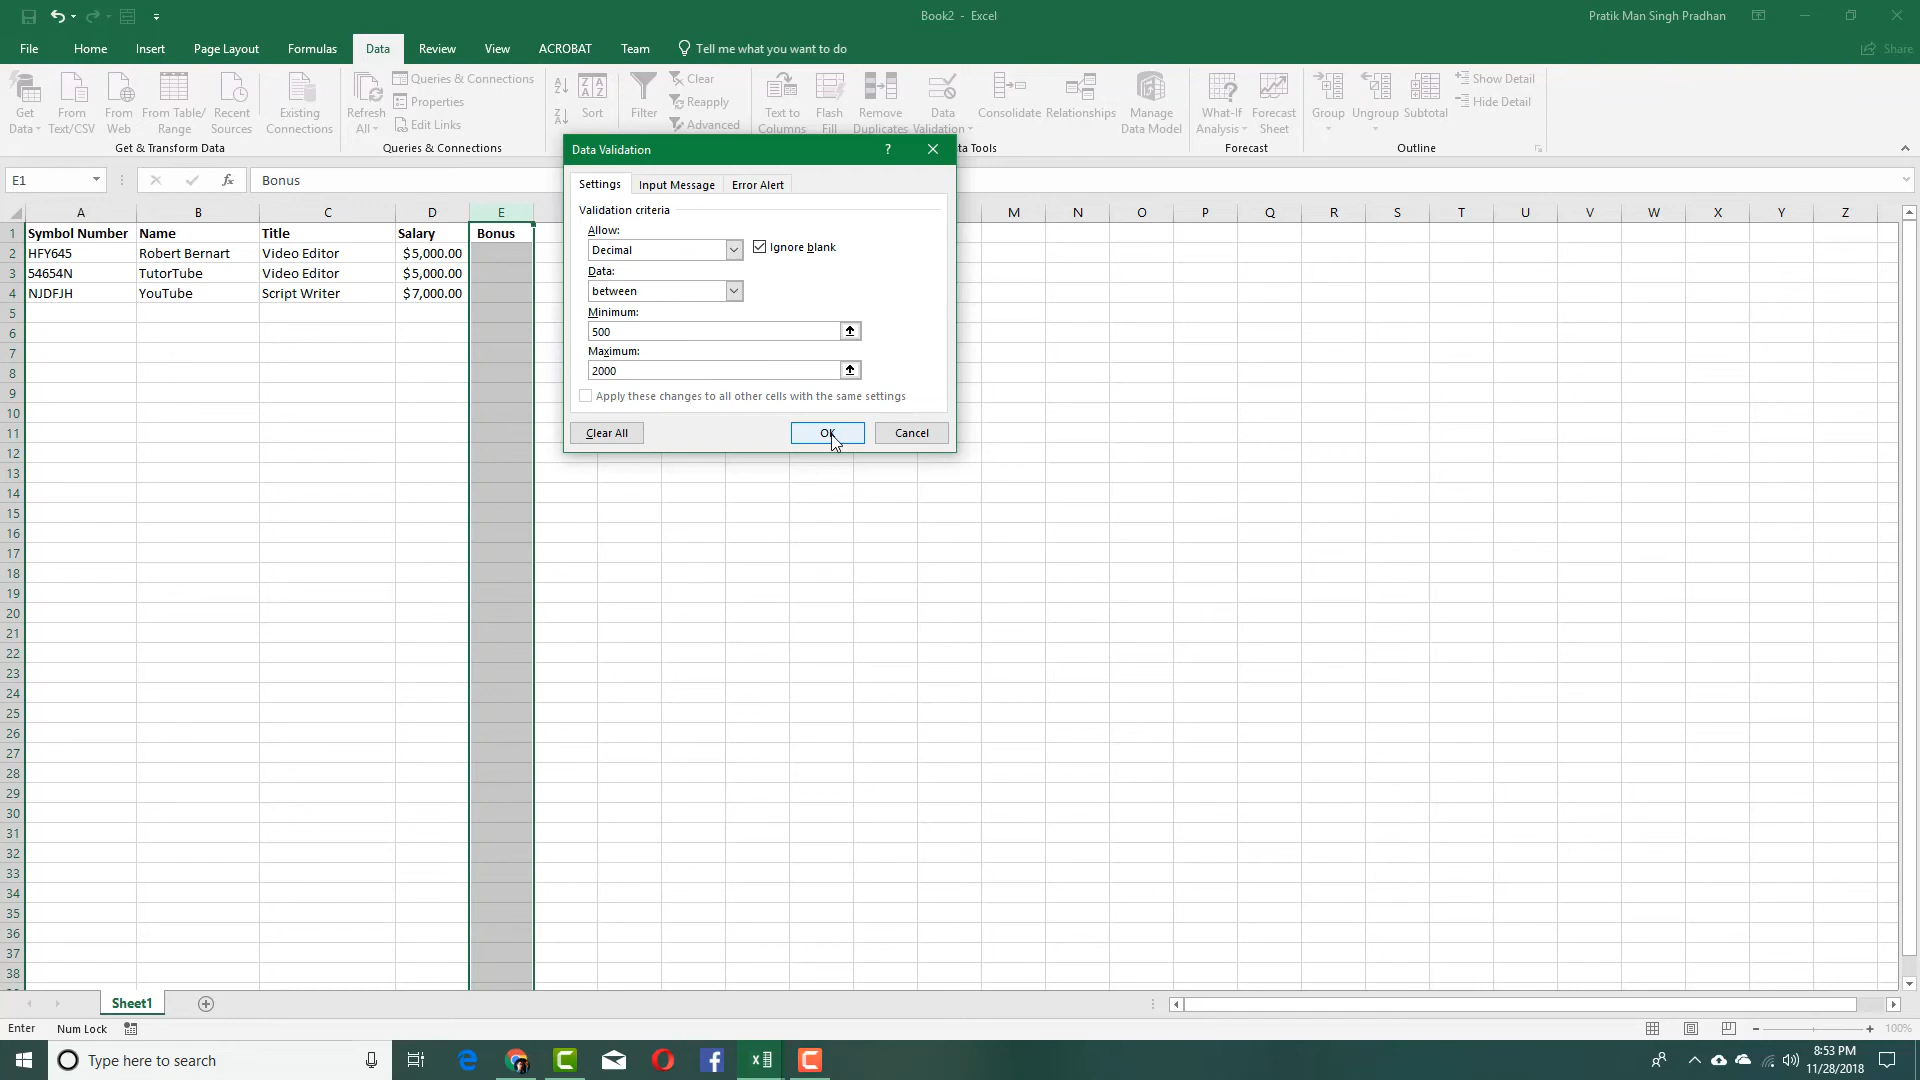 Book2 - Excel
Pratik Man Singh Pradhan
File Home Insert Page Layout Formulas Data Review View ACROBAT Team Tell me what you want to do Share
Get Data
From Text/CSV
From Web
From Table/ Range
Recent Sources
Existing Connections
Get & Transform Data
Refresh All
Queries & Connections
Properties
Edit Links
Queries & Connections
Sort
Filter
Clear
Reapply
Advanced
Text to Columns
Flash Fill
Remove Duplicates
Data Validation
Consolidate
Relationships
Manage Data Model
ta Tools
What-If Analysis
Forecast Sheet
Forecast
Group
Ungroup
Subtotal
Show Detail
Hide Detail
Outline
E1 fx Bonus
Data Validation ?
Settings Input Message Error Alert
Validation criteria
Allow:
Decimal Ignore blank
Data:
between
Minimum:
500
Maximum:
2000
Apply these changes to all other cells with the same settings
Clear All OK Cancel
A B C D E M N O P Q R S T U V W X Y Z
1 Symbol Number Name Title Salary Bonus
2 HFY645 Robert Bernart Video Editor $5,000.00
3 54654N TutorTube Video Editor $5,000.00
4 NJDFJH YouTube Script Writer $7,000.00
5
6
7
8
9
10
11
12
13
14
15
16
17
18
19
20
21
22
23
24
25
26
27
28
29
30
31
32
33
34
35
36
37
38
Sheet1
Enter Num Lock 100%
Type here to search
8:53 PM
11/28/2018